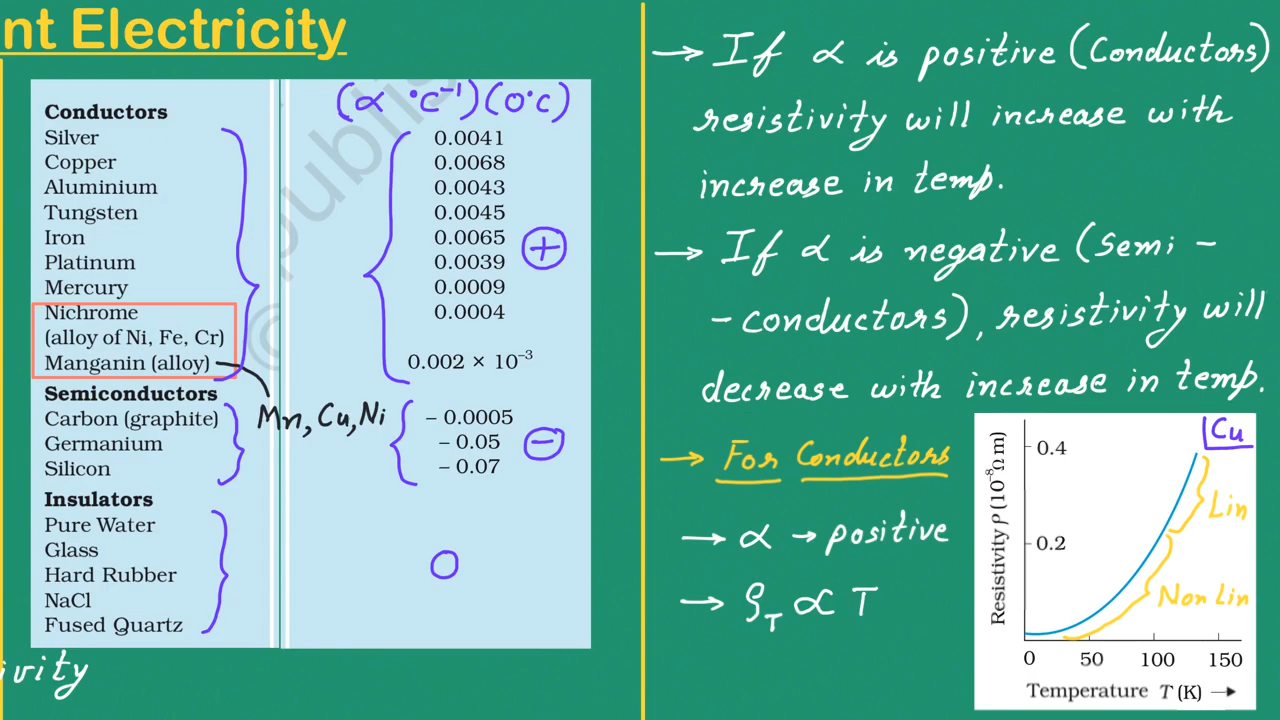 nt Electricity
(α °C⁻¹) (0°C)
Conductors
Silver 0.0041
Copper 0.0068
Aluminium 0.0043
Tungsten 0.0045
Iron 0.0065
Platinum 0.0039
Mercury 0.0009
Nichrome 0.0004
(alloy of Ni, Fe, Cr)
Manganin (alloy) 0.002 × 10⁻³
Mn, Cu, Ni
+
Semiconductors
Carbon (graphite) – 0.0005
Germanium – 0.05
Silicon – 0.07
–
Insulators
Pure Water
Glass
Hard Rubber
NaCl
Fused Quartz
0
ivity
© publi
→ If α is positive (Conductors)
resistivity will increase with
increase in temp.
→ If α is negative (Semi -
- conductors), resistivity will
decrease with increase in temp.
→ For Conductors
→ α → positive
→ ρT ∝ T
Cu
Resistivity ρ (10⁻⁸Ω m)
0.4
0.2
Lin
Non Lin
0 50 100 150
Temperature T (K) →